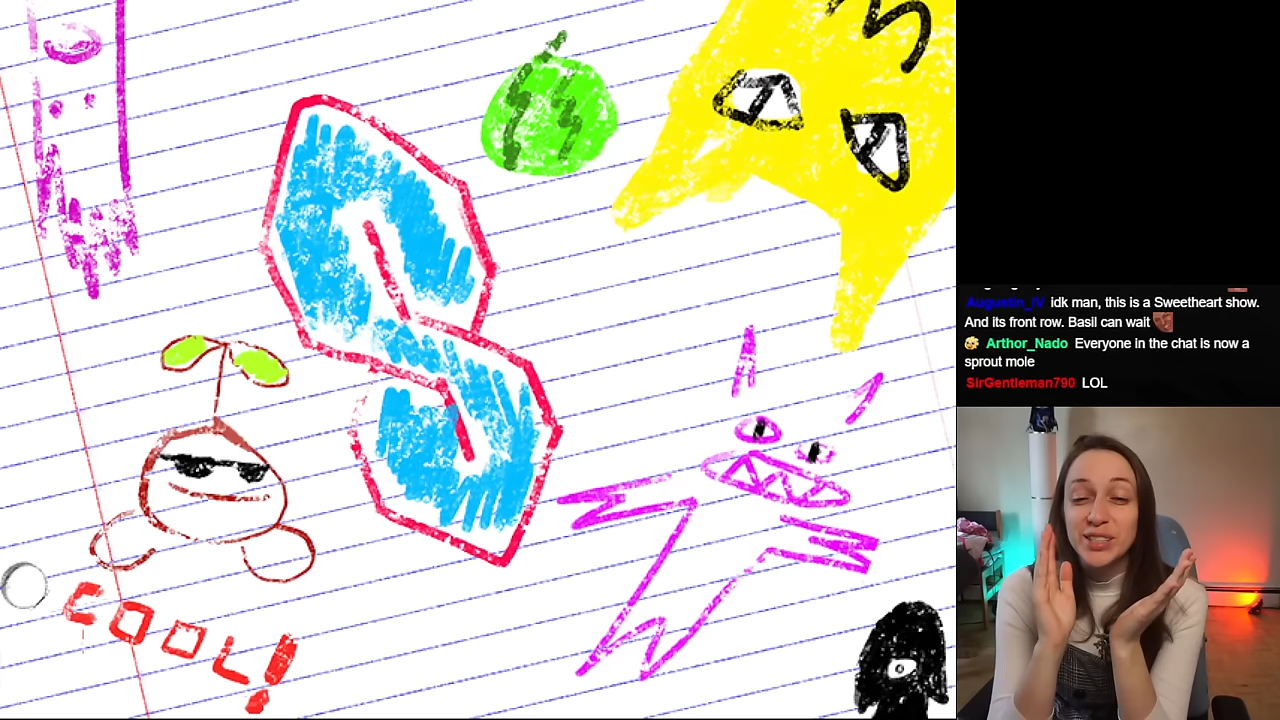 Augustin_IV idk man, this is a Sweetheart show.
And its front row. Basil can wait
Arthor_Nado Everyone in the chat is now a
sprout mole
SirGentleman790 LOL
COOL!